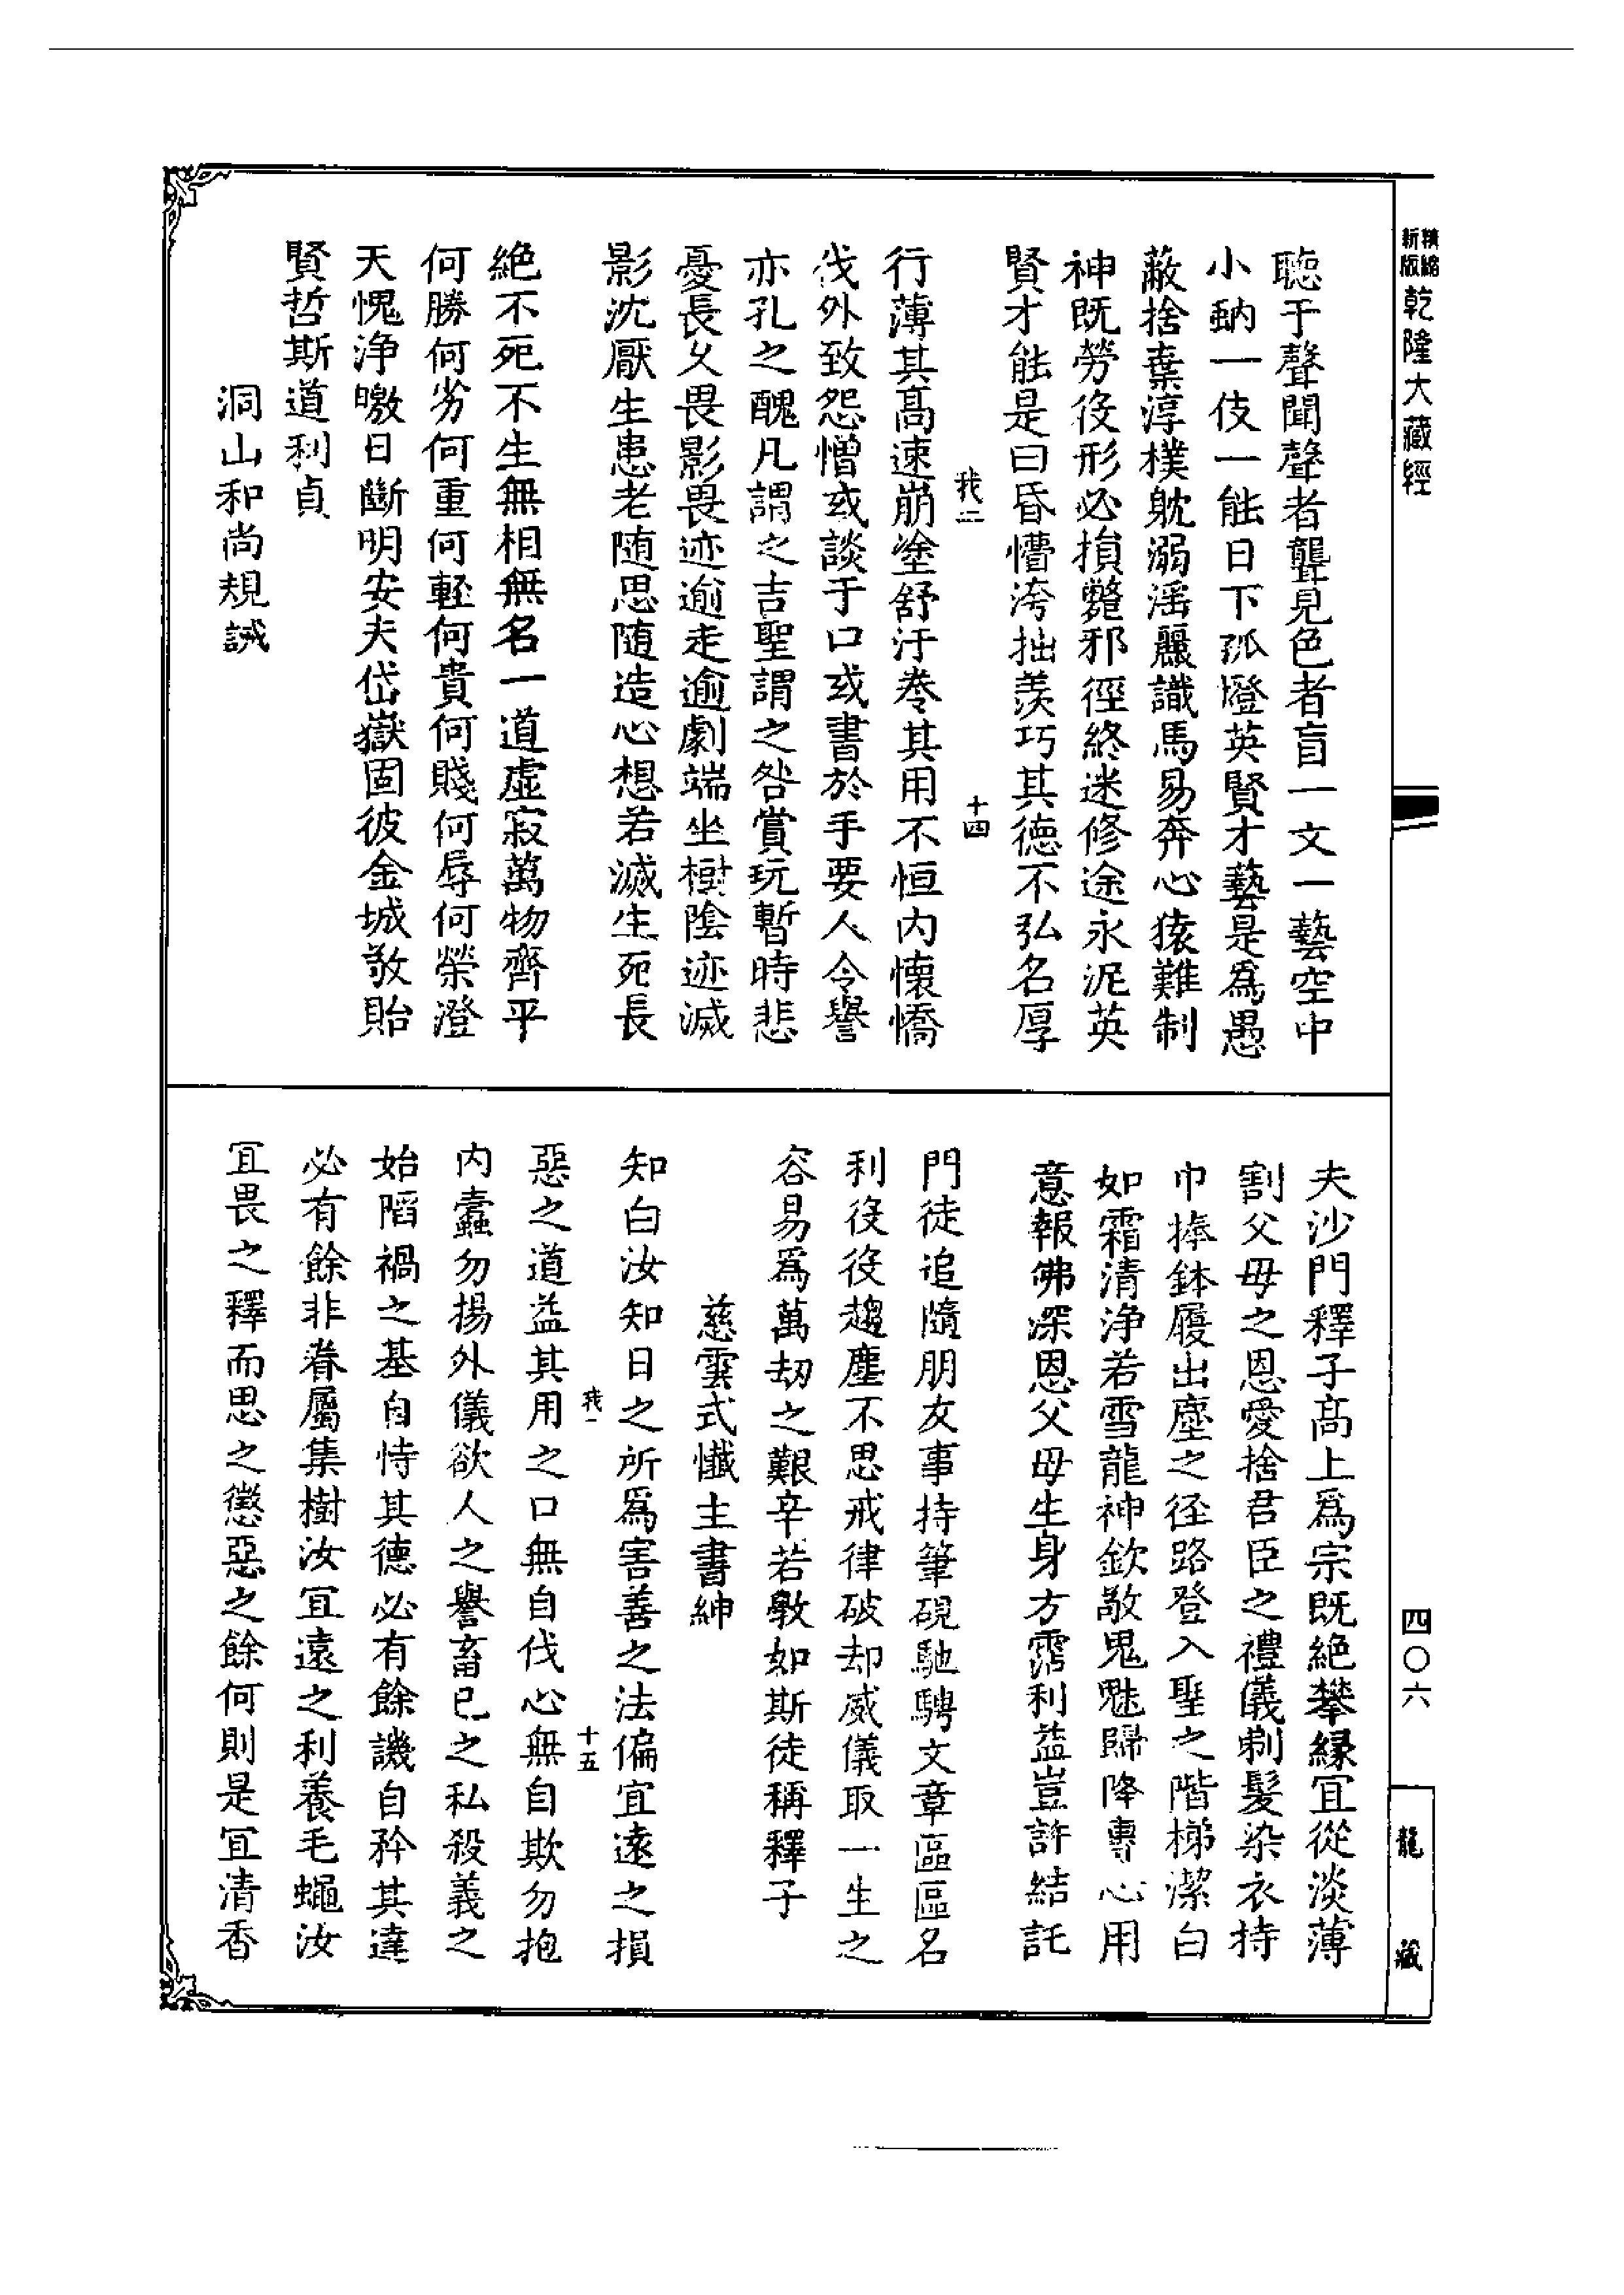 精縮
新版
乾隆大藏經
聽于聲聞聲者聾見色者盲一文一藝空中
小蚋一伎一能日下孤燈英賢才藝是爲愚
蔽捨棄淳樸躭溺淫麗識馬易奔心猿難制
神既勞役形必損斃邪徑終迷修途永泥英
賢才能是曰昏懵洿拙羨巧其德不弘名厚
我二
十四
行薄其高速崩塗舒汙卷其用不恒内懷憍
伐外致怨憎或談于口或書於手要人令譽
亦孔之醜凡謂之吉聖謂之咎賞玩暫時悲
憂長久畏影畏迹逾走逾劇端坐樹陰迹滅
影沈厭生患老随思随造心想若滅生死長
絶不死不生無相無名一道虚寂萬物齊平
何勝何劣何重何輕何貴何賤何辱何榮澄
天愧浄皦日斷明安夫岱嶽固彼金城敬貽
賢哲斯道利貞
洞山和尚規誡
夫沙門釋子高上爲宗既絶攀縁宜從淡薄
割父母之恩愛捨君臣之禮儀剃髮染衣持
巾捧鉢履出塵之徑路登入聖之階梯潔白
如霜清浄若雪龍神欽敬鬼魅歸降專心用
意報佛深恩父母生身方霑利益豈許結託
門徒追隨朋友事持筆硯馳騁文章區區名
利役役趨塵不思戒律破却威儀取一生之
容易爲萬劫之艱辛若斆如斯徒稱釋子
慈雲式懺主書紳
知白汝知日之所爲害善之法偏宜遠之損
我一
十五
惡之道益其用之口無自伐心無自欺勿抱
内蠹勿揚外儀欲人之譽畜已之私殺義之
始陷禍之基自恃其德必有餘譏自矜其達
必有餘非眷屬集樹汝宜遠之利養毛蠅汝
宜畏之釋而思之懲惡之餘何則是宜清香
四〇六
龍藏